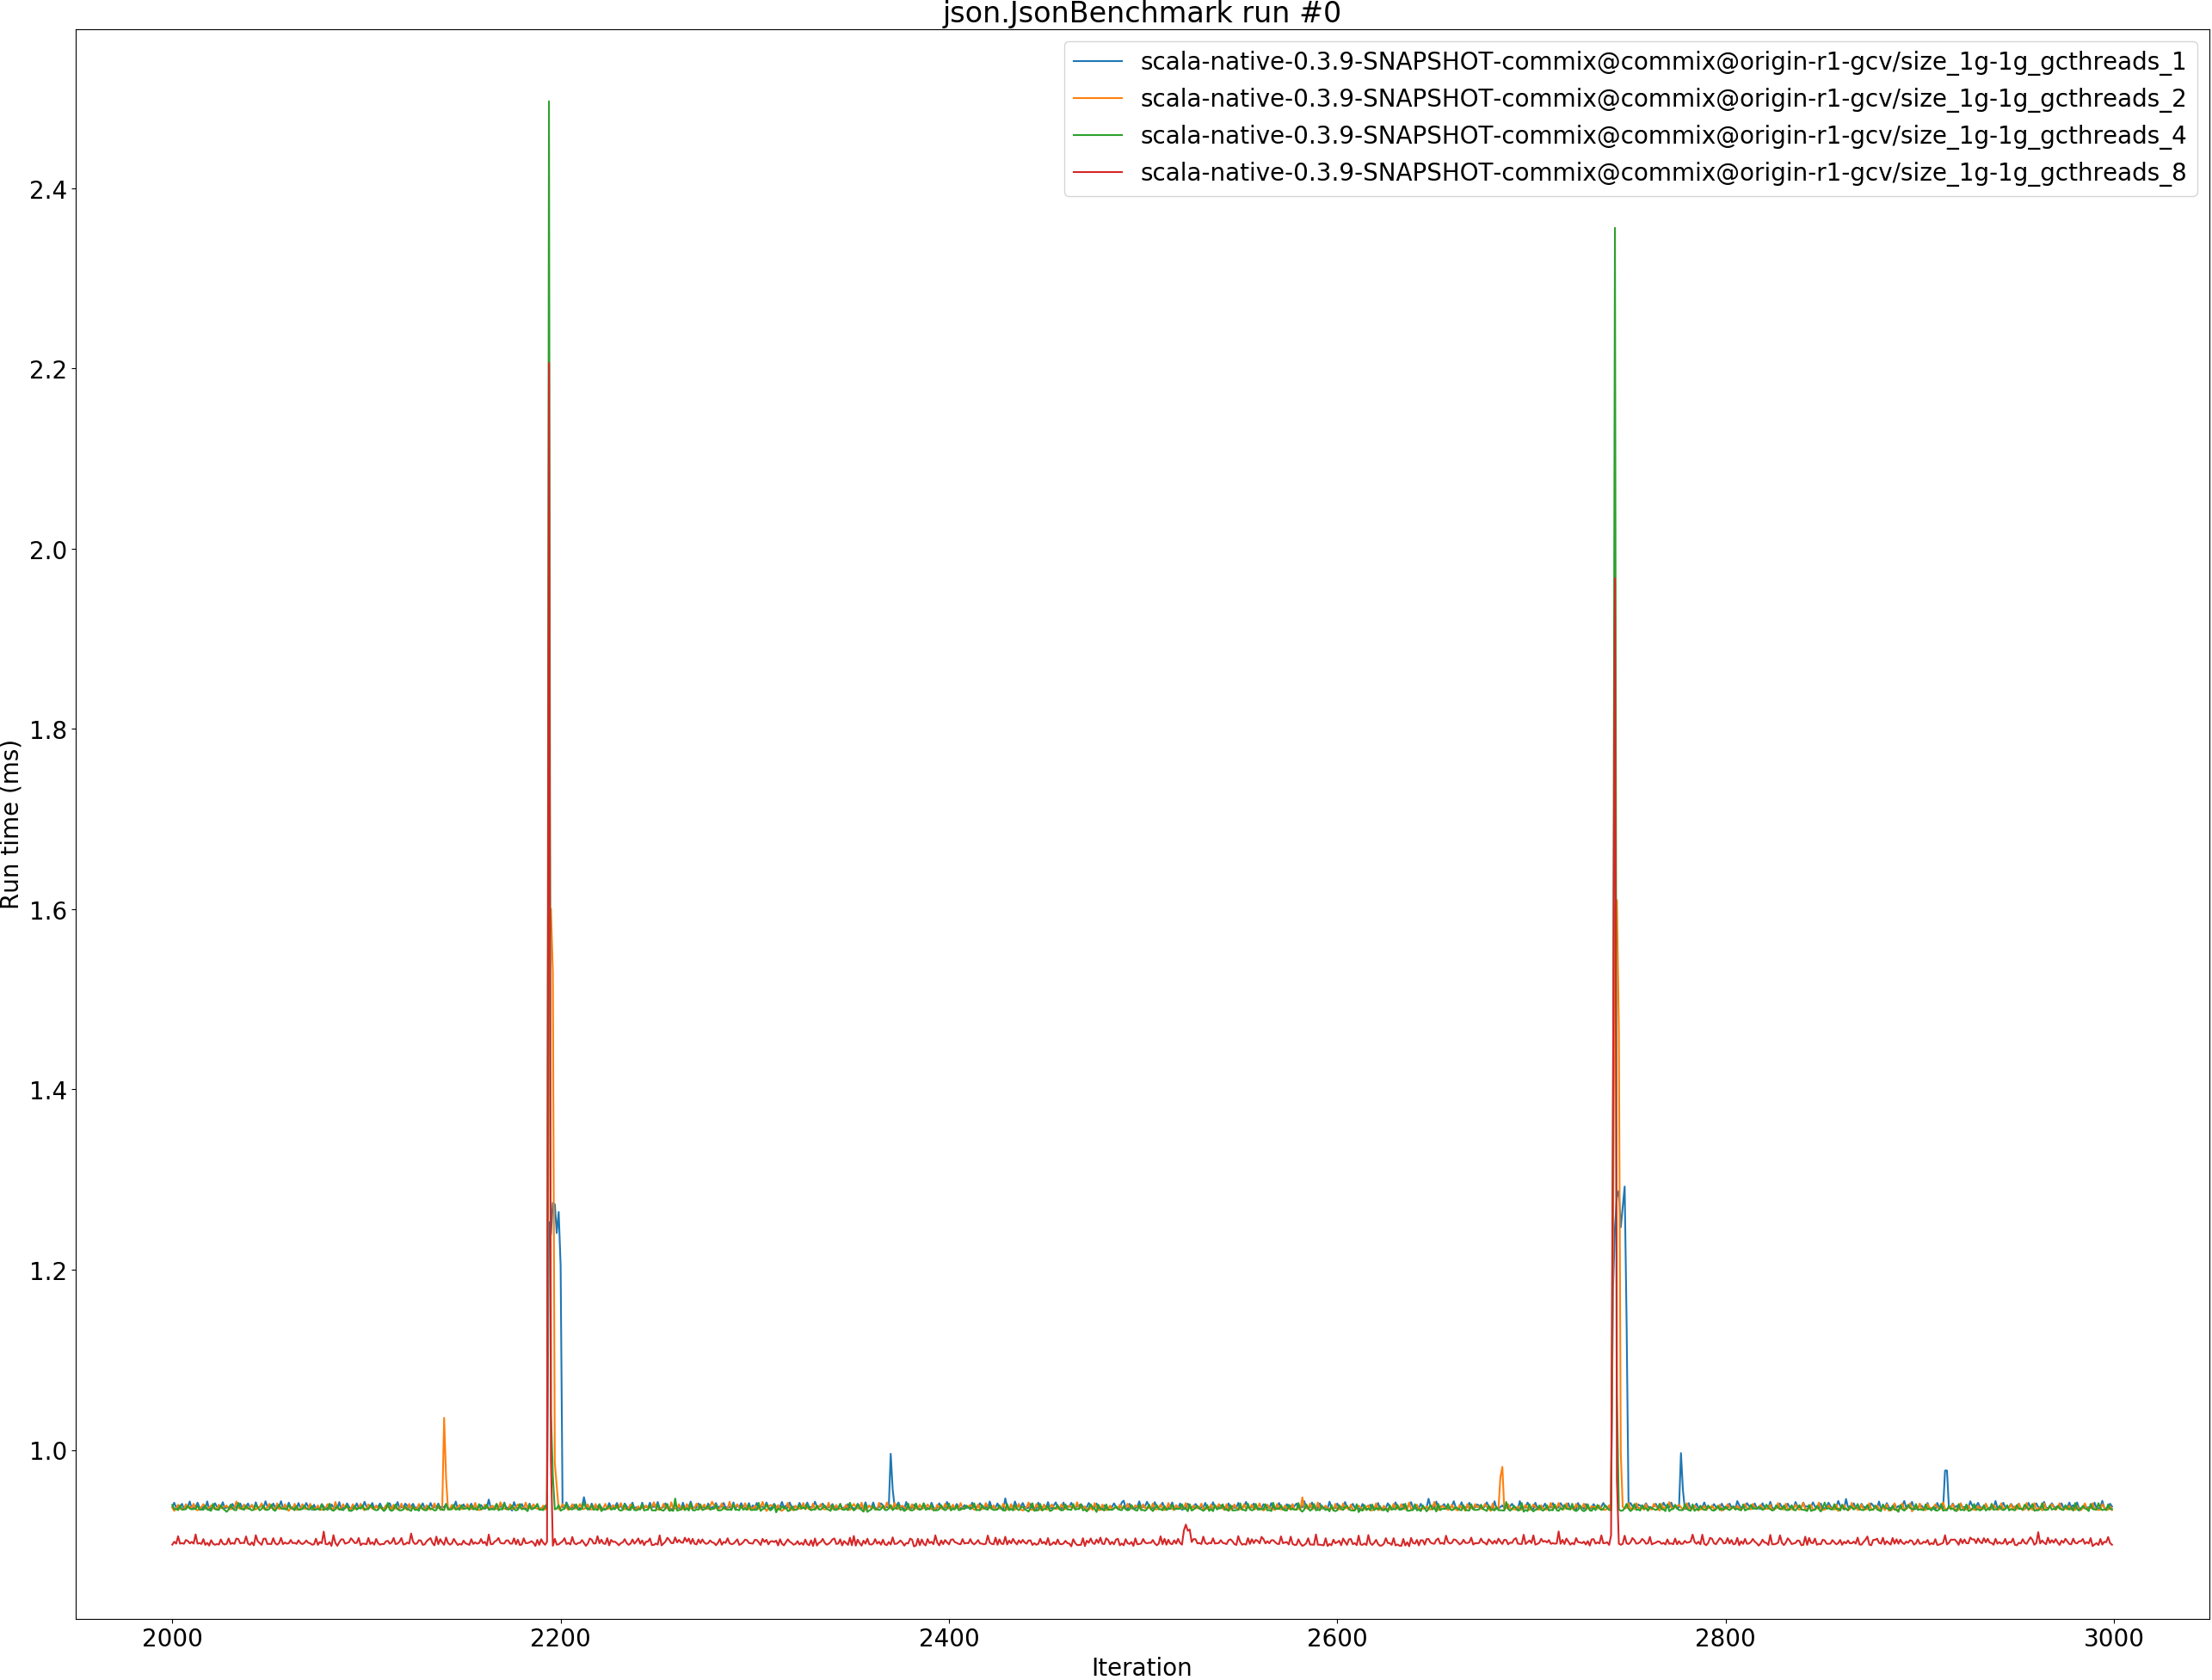 json.JsonBenchmark run #0
scala-native-0.3.9-SNAPSHOT-commix@commix@origin-r1-gcv/size_1g-1g_gcthreads_1
scala-native-0.3.9-SNAPSHOT-commix@commix@origin-r1-gcv/size_1g-1g_gcthreads_2
scala-native-0.3.9-SNAPSHOT-commix@commix@origin-r1-gcv/size_1g-1g_gcthreads_4
scala-native-0.3.9-SNAPSHOT-commix@commix@origin-r1-gcv/size_1g-1g_gcthreads_8
2.4
2.2
2.0
1.8
1.6
1.4
1.2
1.0
Run time (ms)
2000 2200 2400 2600 2800 3000
Iteration